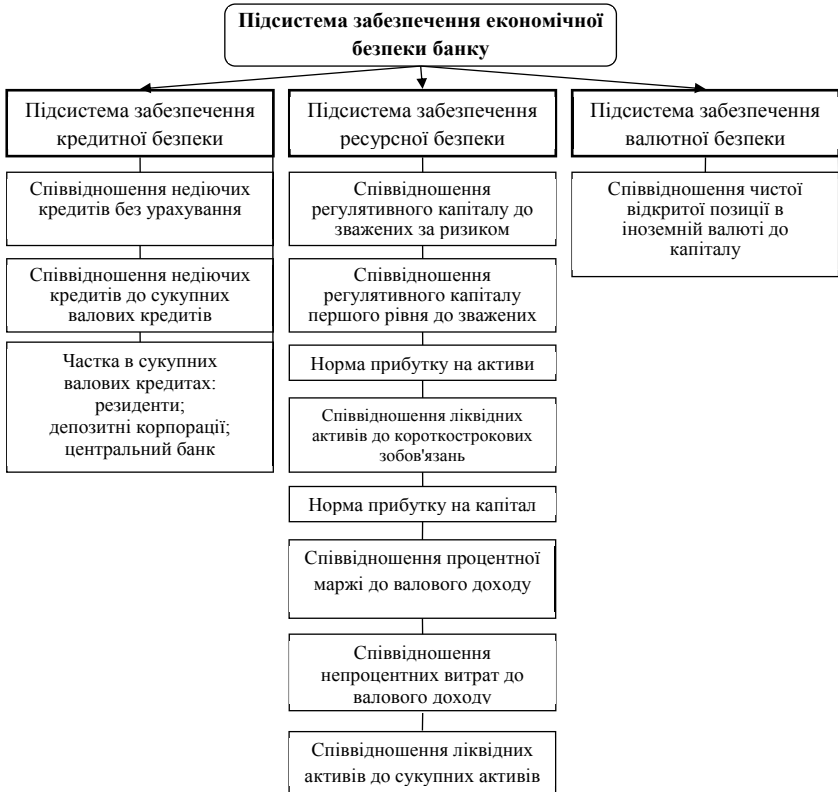 Підсистема забезпечення економічної
безпеки банку
Підсистема забезпечення
кредитної безпеки
Співвідношення недіючих
кредитів без урахування
Співвідношення недіючих
кредитів до сукупних
валових кредитів
Частка в сукупних
валових кредитах:
резиденти;
депозитні корпорації;
центральний банк
Підсистема забезпечення
ресурсної безпеки
Співвідношення
регулятивного капіталу до
зважених за ризиком
Співвідношення
регулятивного капіталу
першого рівня до зважених
Норма прибутку на активи
Співвідношення ліквідних
активів до короткострокових
зобов'язань
Норма прибутку на капітал
Співвідношення процентної
маржі до валового доходу
Співвідношення
непроцентних витрат до
валового доходу
Співвідношення ліквідних
активів до сукупних активів
Підсистема забезпечення
валютної безпеки
Співвідношення чистої
відкритої позиції в
іноземній валюті до
капіталу